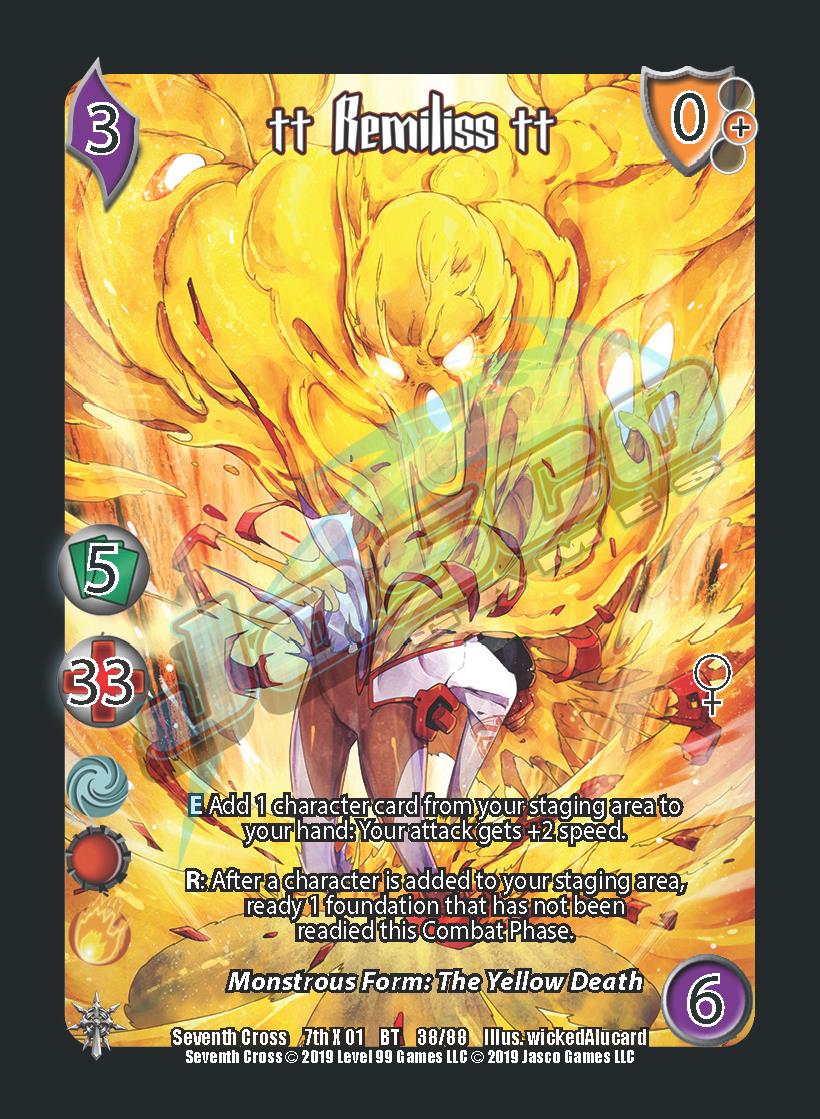 3
†† Remiliss ††
0
+
JASCO
GAMES
5
33
E Add 1 character card from your staging area to
your hand: Your attack gets +2 speed.
R: After a character is added to your staging area,
ready 1 foundation that has not been
readied this Combat Phase.
Monstrous Form: The Yellow Death
6
Seventh Cross 7th X 01 BT 38/88 Illus. wickedAlucard
Seventh Cross © 2019 Level 99 Games LLC © 2019 Jasco Games LLC